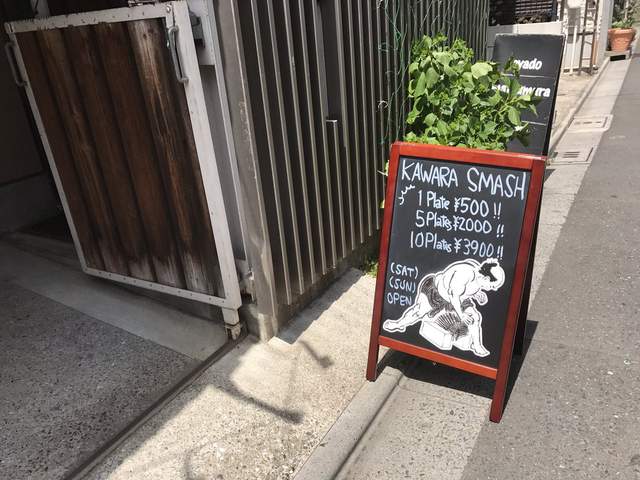 KAWARA SMASH
1 Plate ¥500!!
5 Plates ¥2000!!
10 Plates ¥3900!!
(SAT)
(SUN)
OPEN